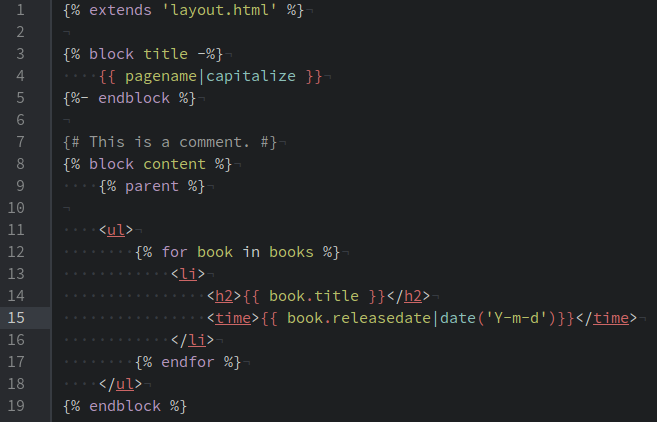 1 {% extends 'layout.html' %}
2
3 {% block title -%}
4     {{ pagename|capitalize }}
5 {%- endblock %}
6
7 {# This is a comment. #}
8 {% block content %}
9     {% parent %}
10
11     <ul>
12         {% for book in books %}
13             <li>
14                 <h2>{{ book.title }}</h2>
15                 <time>{{ book.releasedate|date('Y-m-d')}}</time>
16             </li>
17         {% endfor %}
18     </ul>
19 {% endblock %}